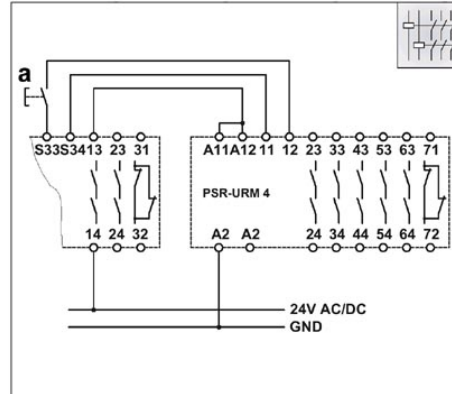 a
S33S34 13 23 31
A11A12 11 12 23 33 43 53 63 71
PSR-URM 4
14 24 32
A2 A2 24 34 44 54 64 72
24V AC/DC
GND